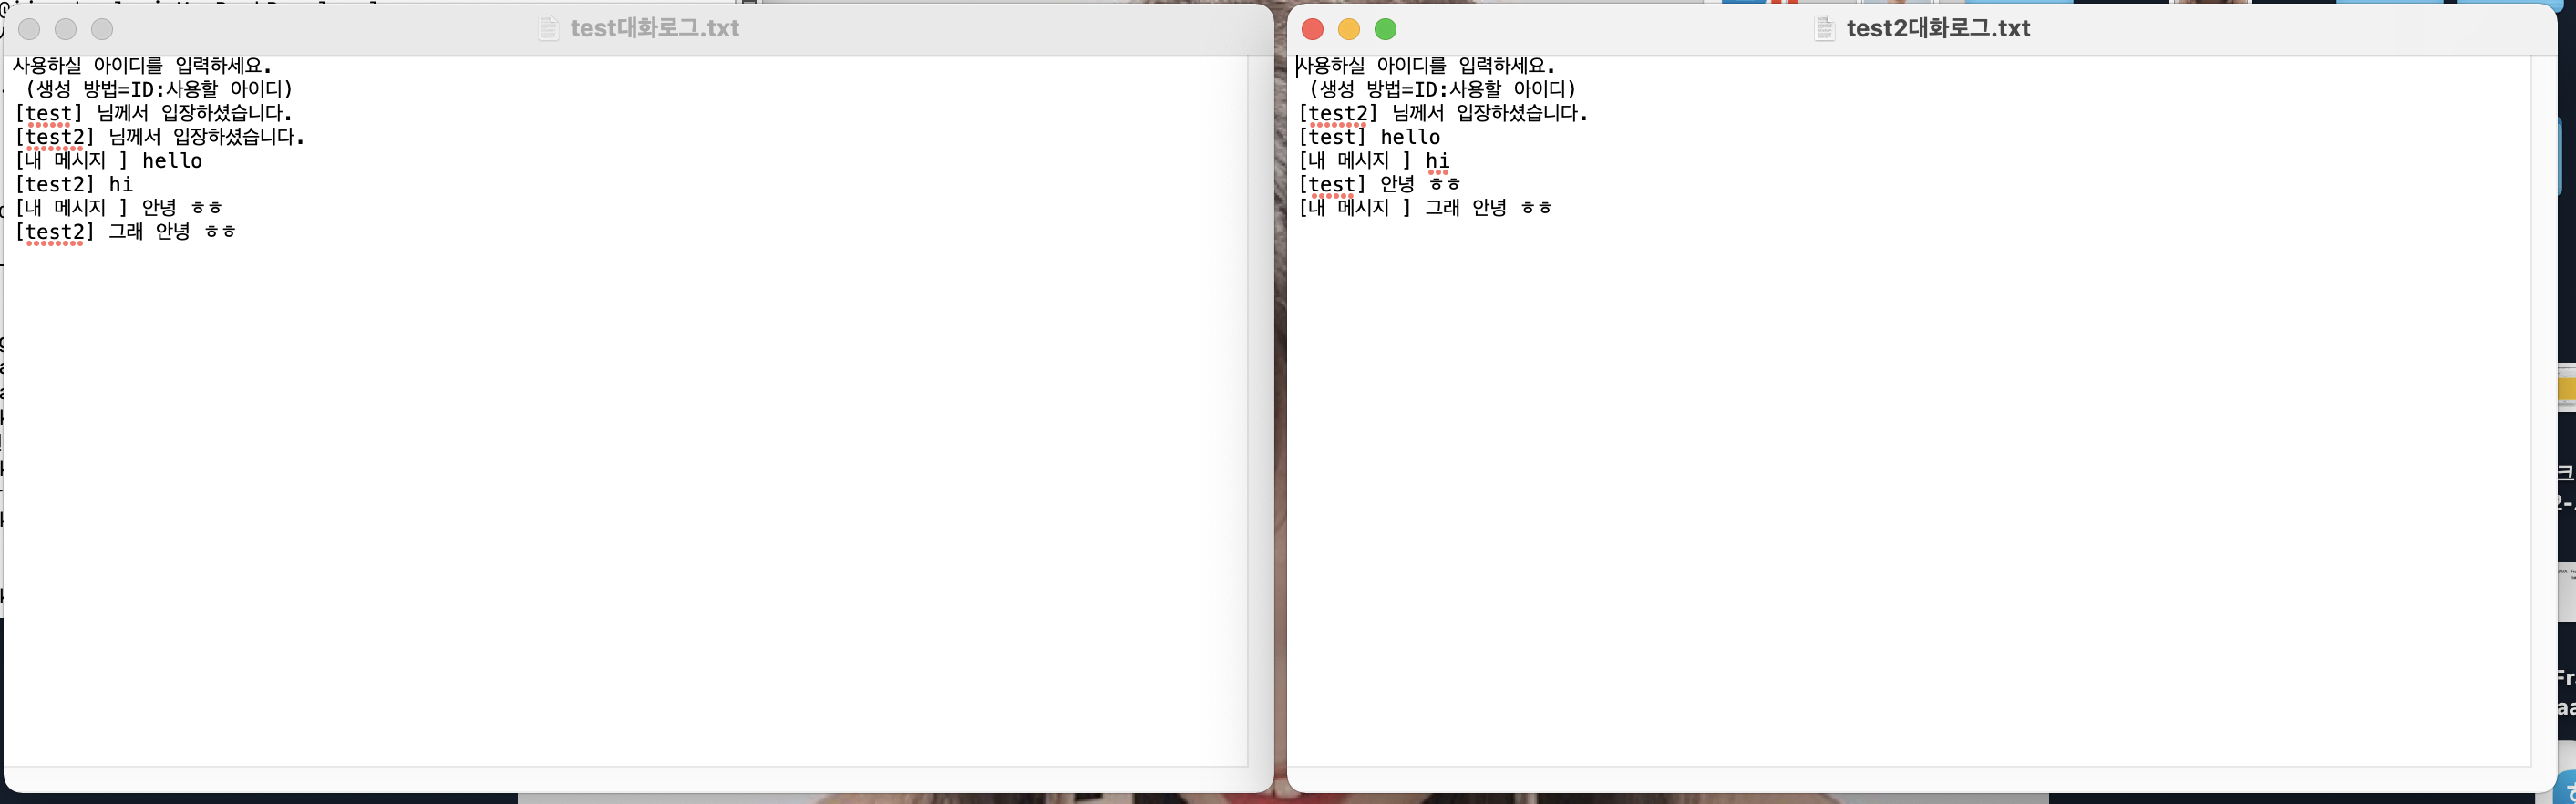 test대화로그.txt
사용하실 아이디를 입력하세요.
(생성 방법=ID:사용할 아이디)
[test] 님께서 입장하셨습니다.
[test2] 님께서 입장하셨습니다.
[내 메시지 ] hello
[test2] hi
[내 메시지 ] 안녕 ㅎㅎ
[test2] 그래 안녕 ㅎㅎ
test2대화로그.txt
사용하실 아이디를 입력하세요.
(생성 방법=ID:사용할 아이디)
[test2] 님께서 입장하셨습니다.
[test] hello
[내 메시지 ] hi
[test] 안녕 ㅎㅎ
[내 메시지 ] 그래 안녕 ㅎㅎ